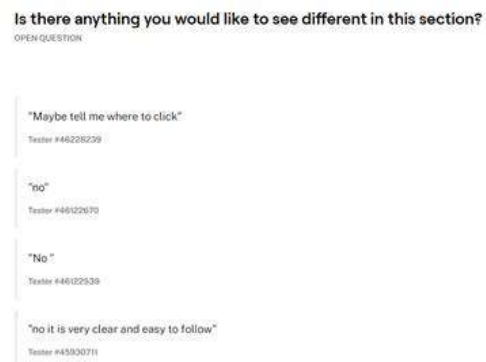 Is there anything you would like to see different in this section?
OPEN QUESTION
"Maybe tell me where to click"
Tester #46228239
"no"
Tester #46122670
"No "
Tester #46122539
"no it is very clear and easy to follow"
Tester #45930711